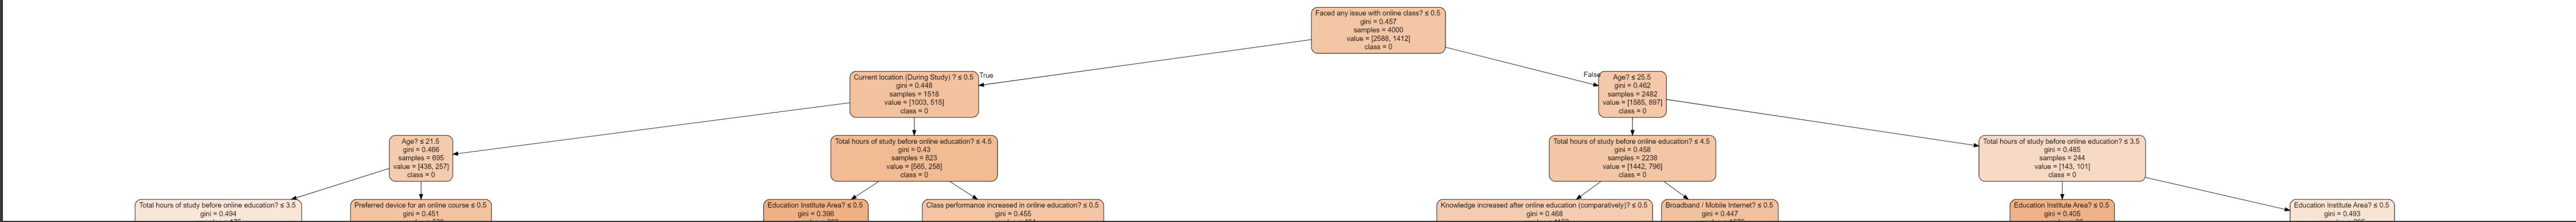 Faced any issue with online class? ≤ 0.5
gini = 0.457
samples = 4000
value = [2588, 1412]
class = 0
True
False
Current location (During Study) ? ≤ 0.5
gini = 0.448
samples = 1518
value = [1003, 515]
class = 0
Age? ≤ 25.5
gini = 0.462
samples = 2482
value = [1585, 897]
class = 0
Age? ≤ 21.5
gini = 0.466
samples = 695
value = [438, 257]
class = 0
Total hours of study before online education? ≤ 4.5
gini = 0.43
samples = 823
value = [565, 258]
class = 0
Total hours of study before online education? ≤ 4.5
gini = 0.458
samples = 2238
value = [1442, 796]
class = 0
Total hours of study before online education? ≤ 3.5
gini = 0.485
samples = 244
value = [143, 101]
class = 0
Total hours of study before online education? ≤ 3.5
gini = 0.494
Preferred device for an online course ≤ 0.5
gini = 0.451
Education Institute Area? ≤ 0.5
gini = 0.396
Class performance increased in online education? ≤ 0.5
gini = 0.455
Knowledge increased after online education (comparatively)? ≤ 0.5
gini = 0.468
Broadband / Mobile Internet? ≤ 0.5
gini = 0.447
Education Institute Area? ≤ 0.5
gini = 0.405
Education Institute Area? ≤ 0.5
gini = 0.493